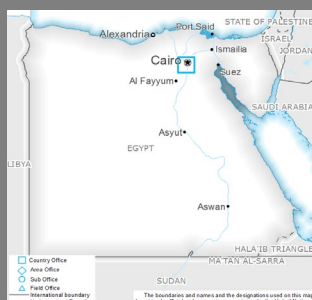 STATE OF PALESTINE
Port Said
Alexandria
ISRAEL
Ismailia
JORDAN
Cairo
Suez
Al Fayyum
SAUDI ARABIA
Asyut
EGYPT
LIBYA
Aswan
HALA'IB TRIANGLE
MA'TAN AL-SARRA
Country Office
Area Office
Sub Office
Field Office
International boundary
SUDAN
The boundaries and names and the designations used on this map